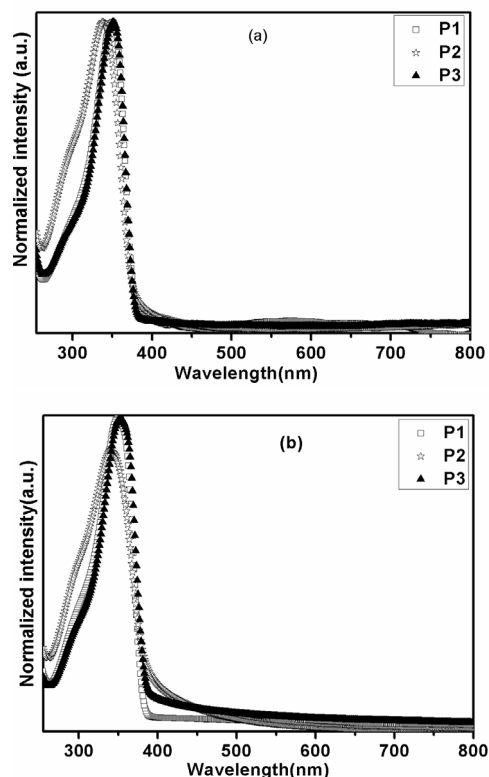 (a)
P1
P2
P3
Normalized intensity (a.u.)
300 400 500 600 700 800
Wavelength(nm)
(b)
P1
P2
P3
Normalized intensity(a.u.)
300 400 500 600 700 800
Wavelength(nm)